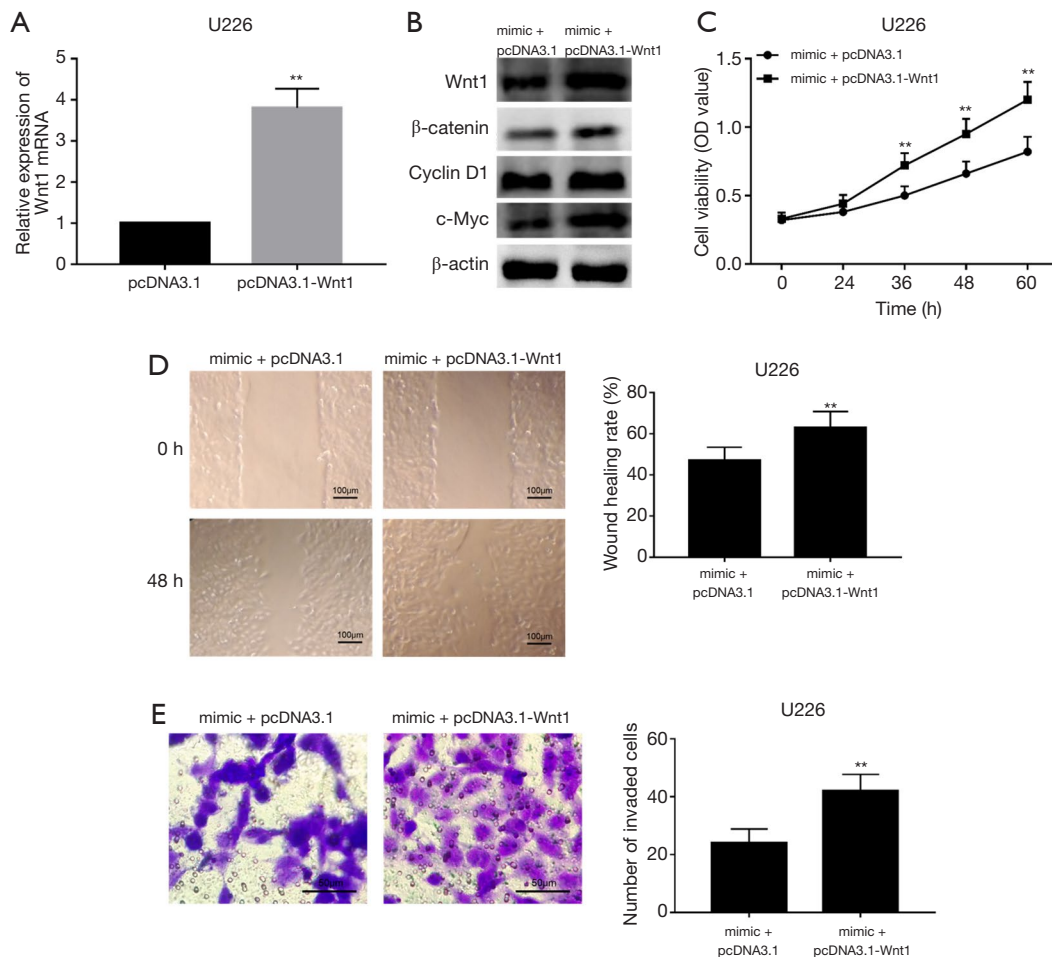 A
U226
**
Relative expression of
Wnt1 mRNA
5
4
3
2
1
0
pcDNA3.1
pcDNA3.1-Wnt1
B
mimic +
pcDNA3.1
mimic +
pcDNA3.1-Wnt1
Wnt1
β-catenin
Cyclin D1
c-Myc
β-actin
C
U226
mimic + pcDNA3.1
mimic + pcDNA3.1-Wnt1
**
**
**
Cell viability (OD value)
1.5
1.0
0.5
0.0
0
24
36
48
60
Time (h)
D
mimic + pcDNA3.1
mimic + pcDNA3.1-Wnt1
0 h
100μm
100μm
48 h
100μm
100μm
U226
**
Wound healing rate (%)
80
60
40
20
0
mimic +
pcDNA3.1
mimic +
pcDNA3.1-Wnt1
E
mimic + pcDNA3.1
mimic + pcDNA3.1-Wnt1
50μm
50μm
U226
**
Number of invaded cells
60
40
20
0
mimic +
pcDNA3.1
mimic +
pcDNA3.1-Wnt1